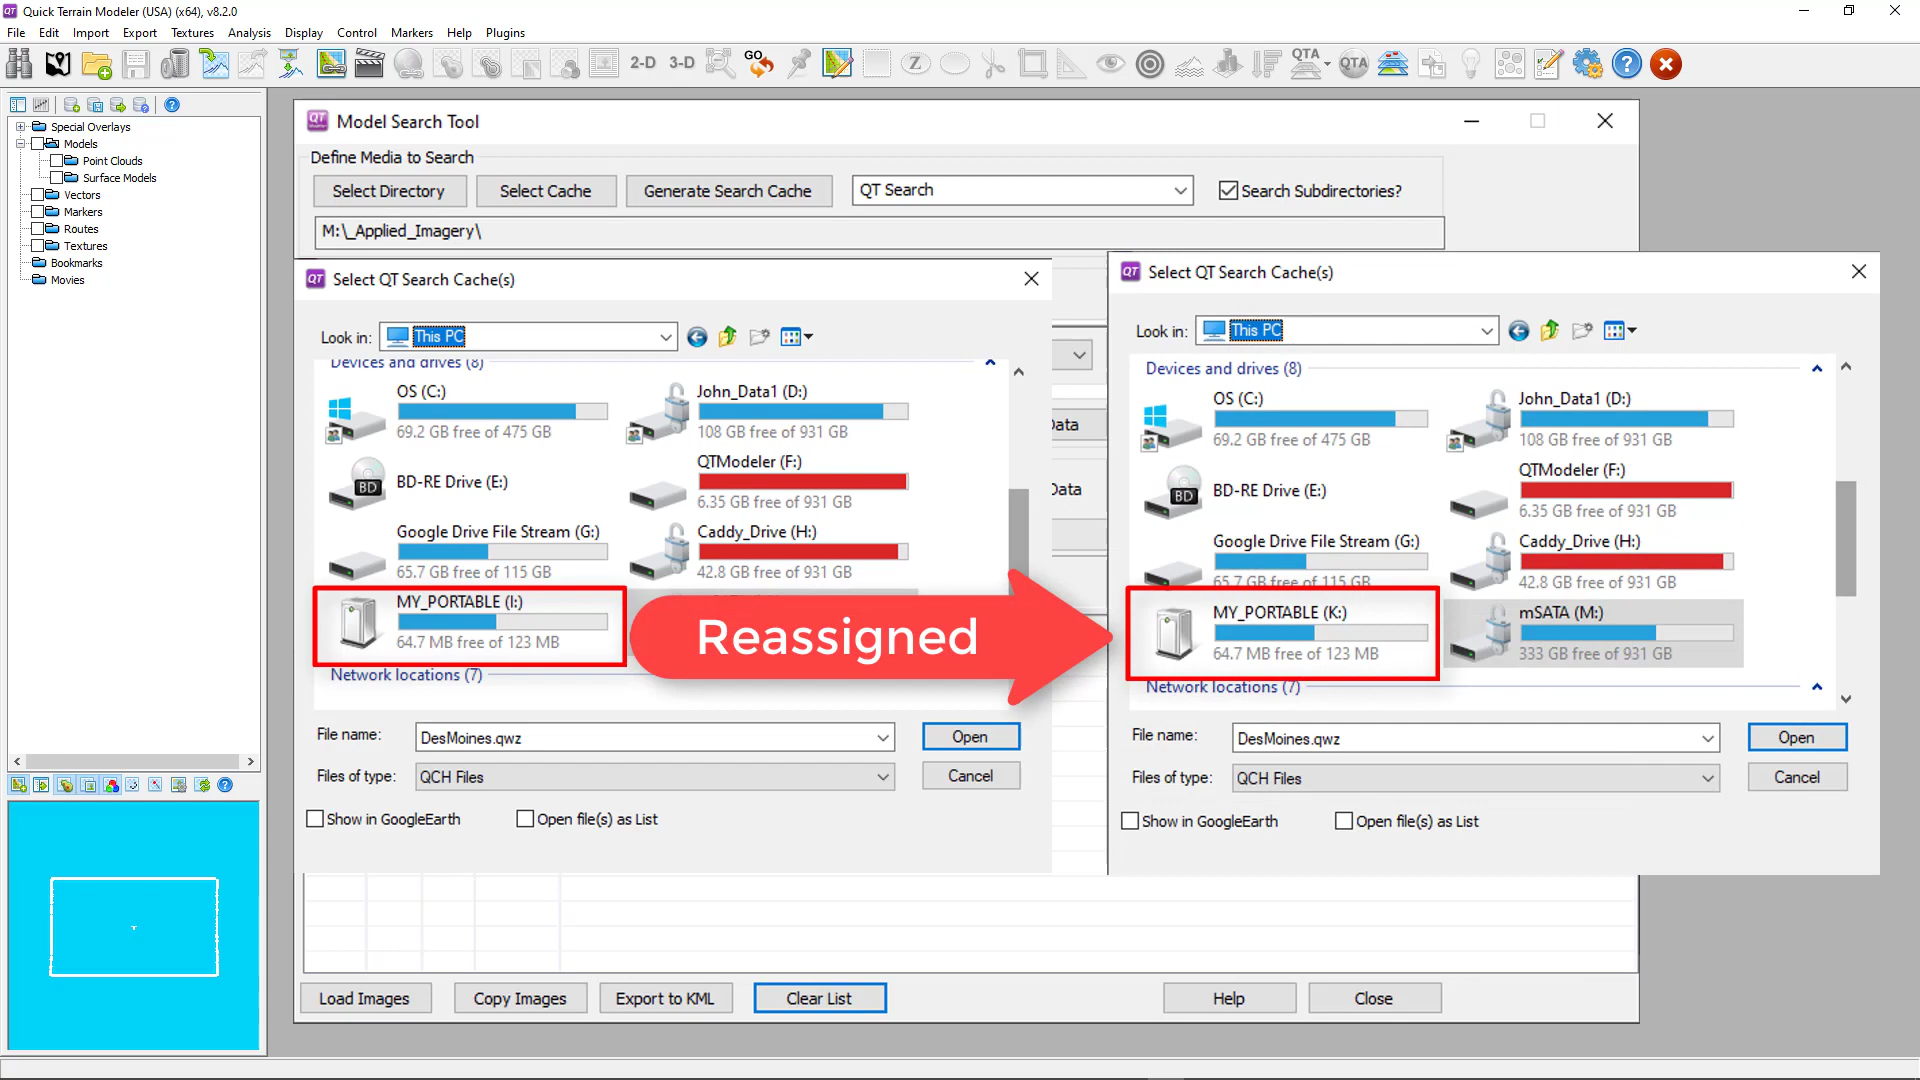 Quick Terrain Modeler (USA) (x64), v8.2.0
File Edit Import Export Textures Analysis Display Control Markers Help Plugins
2-D 3-D GO Z QTA QTA
Special Overlays
Models
Point Clouds
Surface Models
Vectors
Markers
Routes
Textures
Bookmarks
Movies
QT Model Search Tool
Define Media to Search
Select Directory Select Cache Generate Search Cache QT Search Search Subdirectories?
M:\_Applied_Imagery\
Data
Data
QT Select QT Search Cache(s)
Look in: This PC
Devices and drives (8)
OS (C:)
69.2 GB free of 475 GB
John_Data1 (D:)
108 GB free of 931 GB
BD
BD-RE Drive (E:)
QTModeler (F:)
6.35 GB free of 931 GB
Google Drive File Stream (G:)
65.7 GB free of 115 GB
Caddy_Drive (H:)
42.8 GB free of 931 GB
MY_PORTABLE (I:)
64.7 MB free of 123 MB
Network locations (7)
File name: DesMoines.qwz Open
Files of type: QCH Files Cancel
Show in GoogleEarth Open file(s) as List
Reassigned
QT Select QT Search Cache(s)
Look in: This PC
Devices and drives (8)
OS (C:)
69.2 GB free of 475 GB
John_Data1 (D:)
108 GB free of 931 GB
BD
BD-RE Drive (E:)
QTModeler (F:)
6.35 GB free of 931 GB
Google Drive File Stream (G:)
65.7 GB free of 115 GB
Caddy_Drive (H:)
42.8 GB free of 931 GB
MY_PORTABLE (K:)
64.7 MB free of 123 MB
mSATA (M:)
333 GB free of 931 GB
Network locations (7)
File name: DesMoines.qwz Open
Files of type: QCH Files Cancel
Show in GoogleEarth Open file(s) as List
Load Images Copy Images Export to KML Clear List Help Close